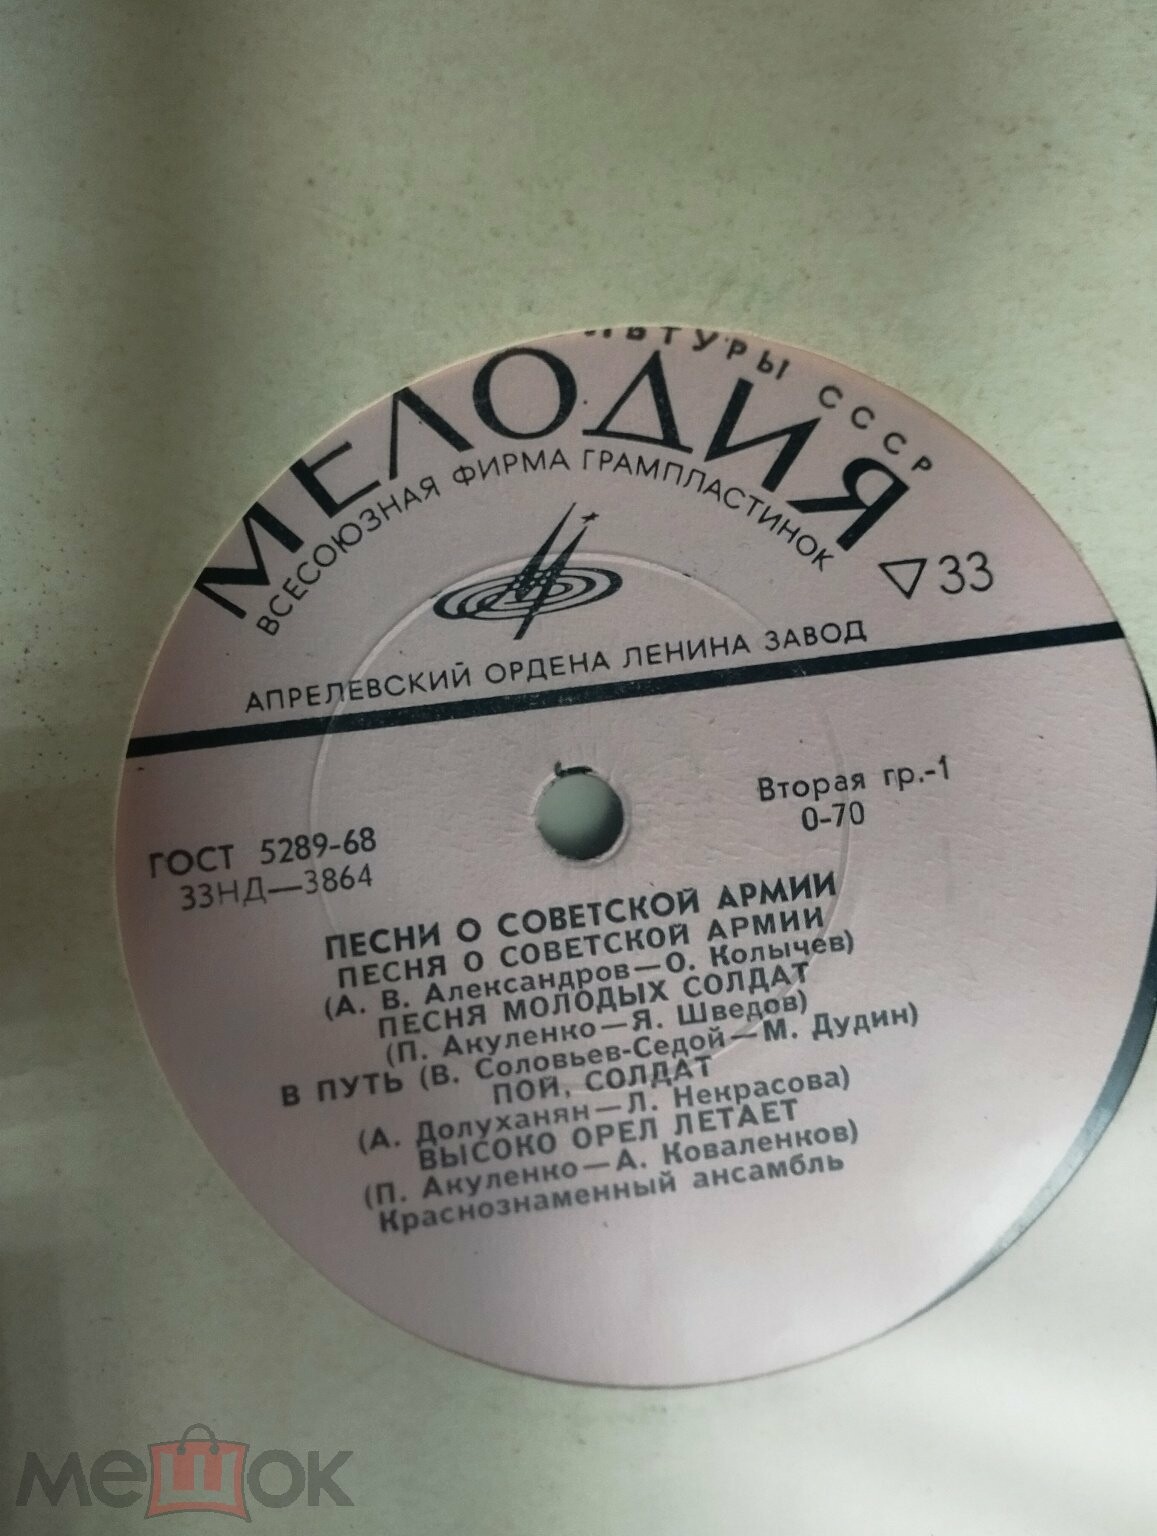 СССР
МЕЛОДИЯ
ВСЕСОЮЗНАЯ ФИРМА ГРАМПЛАСТИНОК
33
АПРЕЛЕВСКИЙ ОРДЕНА ЛЕНИНА ЗАВОД
Вторая гр.-1
0-70
ГОСТ 5289-68
33НД—3864
ПЕСНИ О СОВЕТСКОЙ АРМИИ
ПЕСНЯ О СОВЕТСКОЙ АРМИИ
(А. В. Александров—О. Колычев)
ПЕСНЯ МОЛОДЫХ СОЛДАТ
(П. Акуленко—Я. Шведов)
В ПУТЬ (В. Соловьев-Седой—М. Дудин)
ПОЙ, СОЛДАТ
(А. Долуханян—Л. Некрасова)
ВЫСОКО ОРЕЛ ЛЕТАЕТ
(П. Акуленко—А. Коваленков)
Краснознаменный ансамбль
мешок